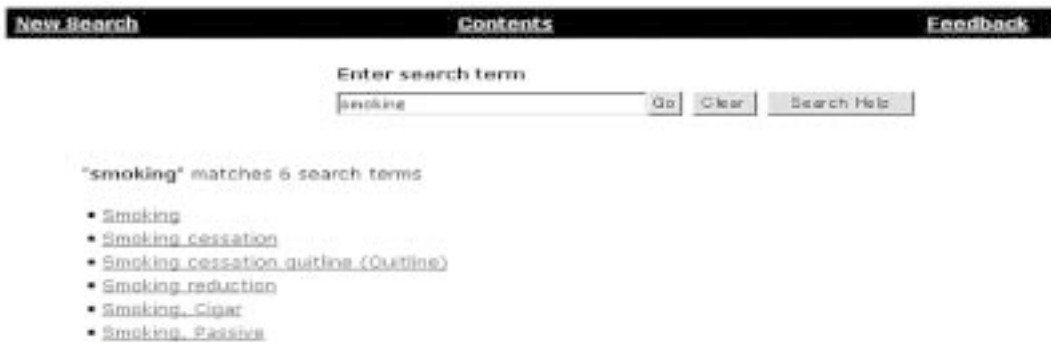 New Search Contents Feedback
Enter search term
smoking Go Clear Search Help
"smoking" matches 6 search terms
• Smoking
• Smoking cessation
• Smoking cessation quitline (Quitline)
• Smoking reduction
• Smoking, Cigar
• Smoking, Passive